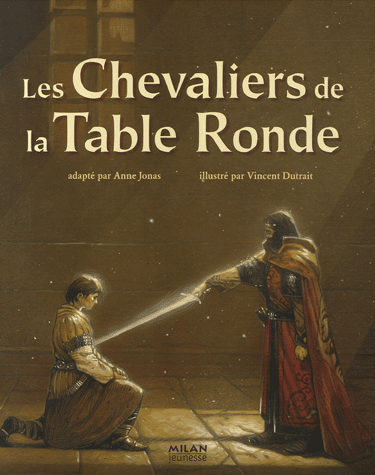 Les Chevaliers de
la Table Ronde
adapté par Anne Jonas illustré par Vincent Dutrait
MILAN
jeunesse